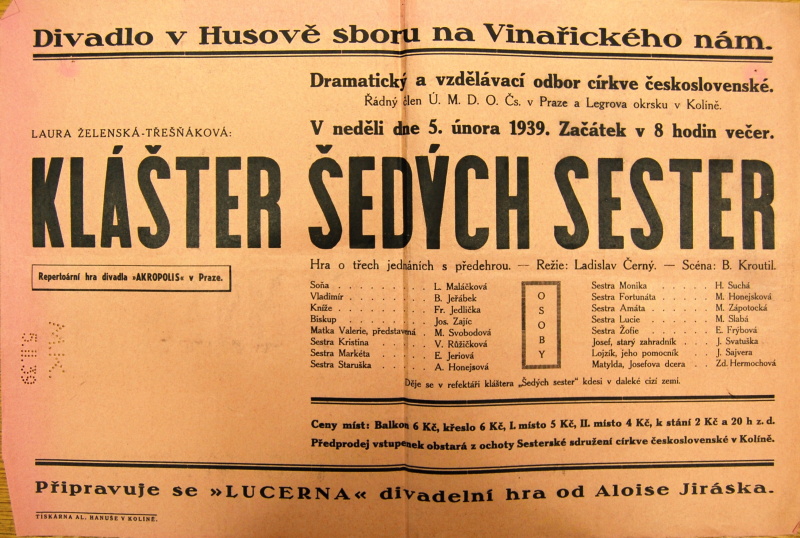 Divadlo v Husově sboru na Vinařického nám.
Dramatický a vzdělávací odbor církve československé.
Řádný člen Ú. M. D. O. Čs. v Praze a Legrova okrsku v Kolíně.
LAURA ŽELENSKÁ-TŘEŠŇÁKOVÁ:
V neděli dne 5. února 1939. Začátek v 8 hodin večer.
KLÁŠTER ŠEDÝCH SESTER
Hra o třech jednáních s předehrou. — Režie: Ladislav Černý. — Scéna: B. Kroutil.
Repertoární hra divadla »AKROPOLIS« v Praze.
Soňa . . . . . . . . . . L. Maláčková
Vladimír . . . . . . . . B. Jeřábek
Kníže . . . . . . . . . Fr. Jedlička
Biskup . . . . . . . . . Jos. Zajíc
Matka Valerie, představená M. Svobodová
Sestra Kristina . . . . . V. Růžičková
Sestra Markéta . . . . . E. Jeriová
Sestra Staruška . . . . . A. Honejsová
OSOBY
Sestra Monika . . . . . . H. Suchá
Sestra Fortunáta . . . . M. Honejsková
Sestra Amáta . . . . . . M. Zápotocká
Sestra Lucie . . . . . . M. Slabá
Sestra Žofie . . . . . . E. Frýbová
Josef, starý zahradník . . J. Svatuška
Lojzík, jeho pomocník . . J. Sajvera
Matylda, Josefova dcera . . Zd. Hermochová
Děje se v refektáři kláštera „Šedých sester" kdesi v daleké cizí zemi.
Ceny míst: Balkon 6 Kč, křeslo 6 Kč, I. místo 5 Kč, II. místo 4 Kč, k stání 2 Kč a 20 h z. d.
Předprodej vstupenek obstará z ochoty Sesterské sdružení církve československé v Kolíně.
Připravuje se »LUCERNA« divadelní hra od Aloise Jiráska.
TISKÁRNA AL. HANUŠE V KOLÍNĚ.